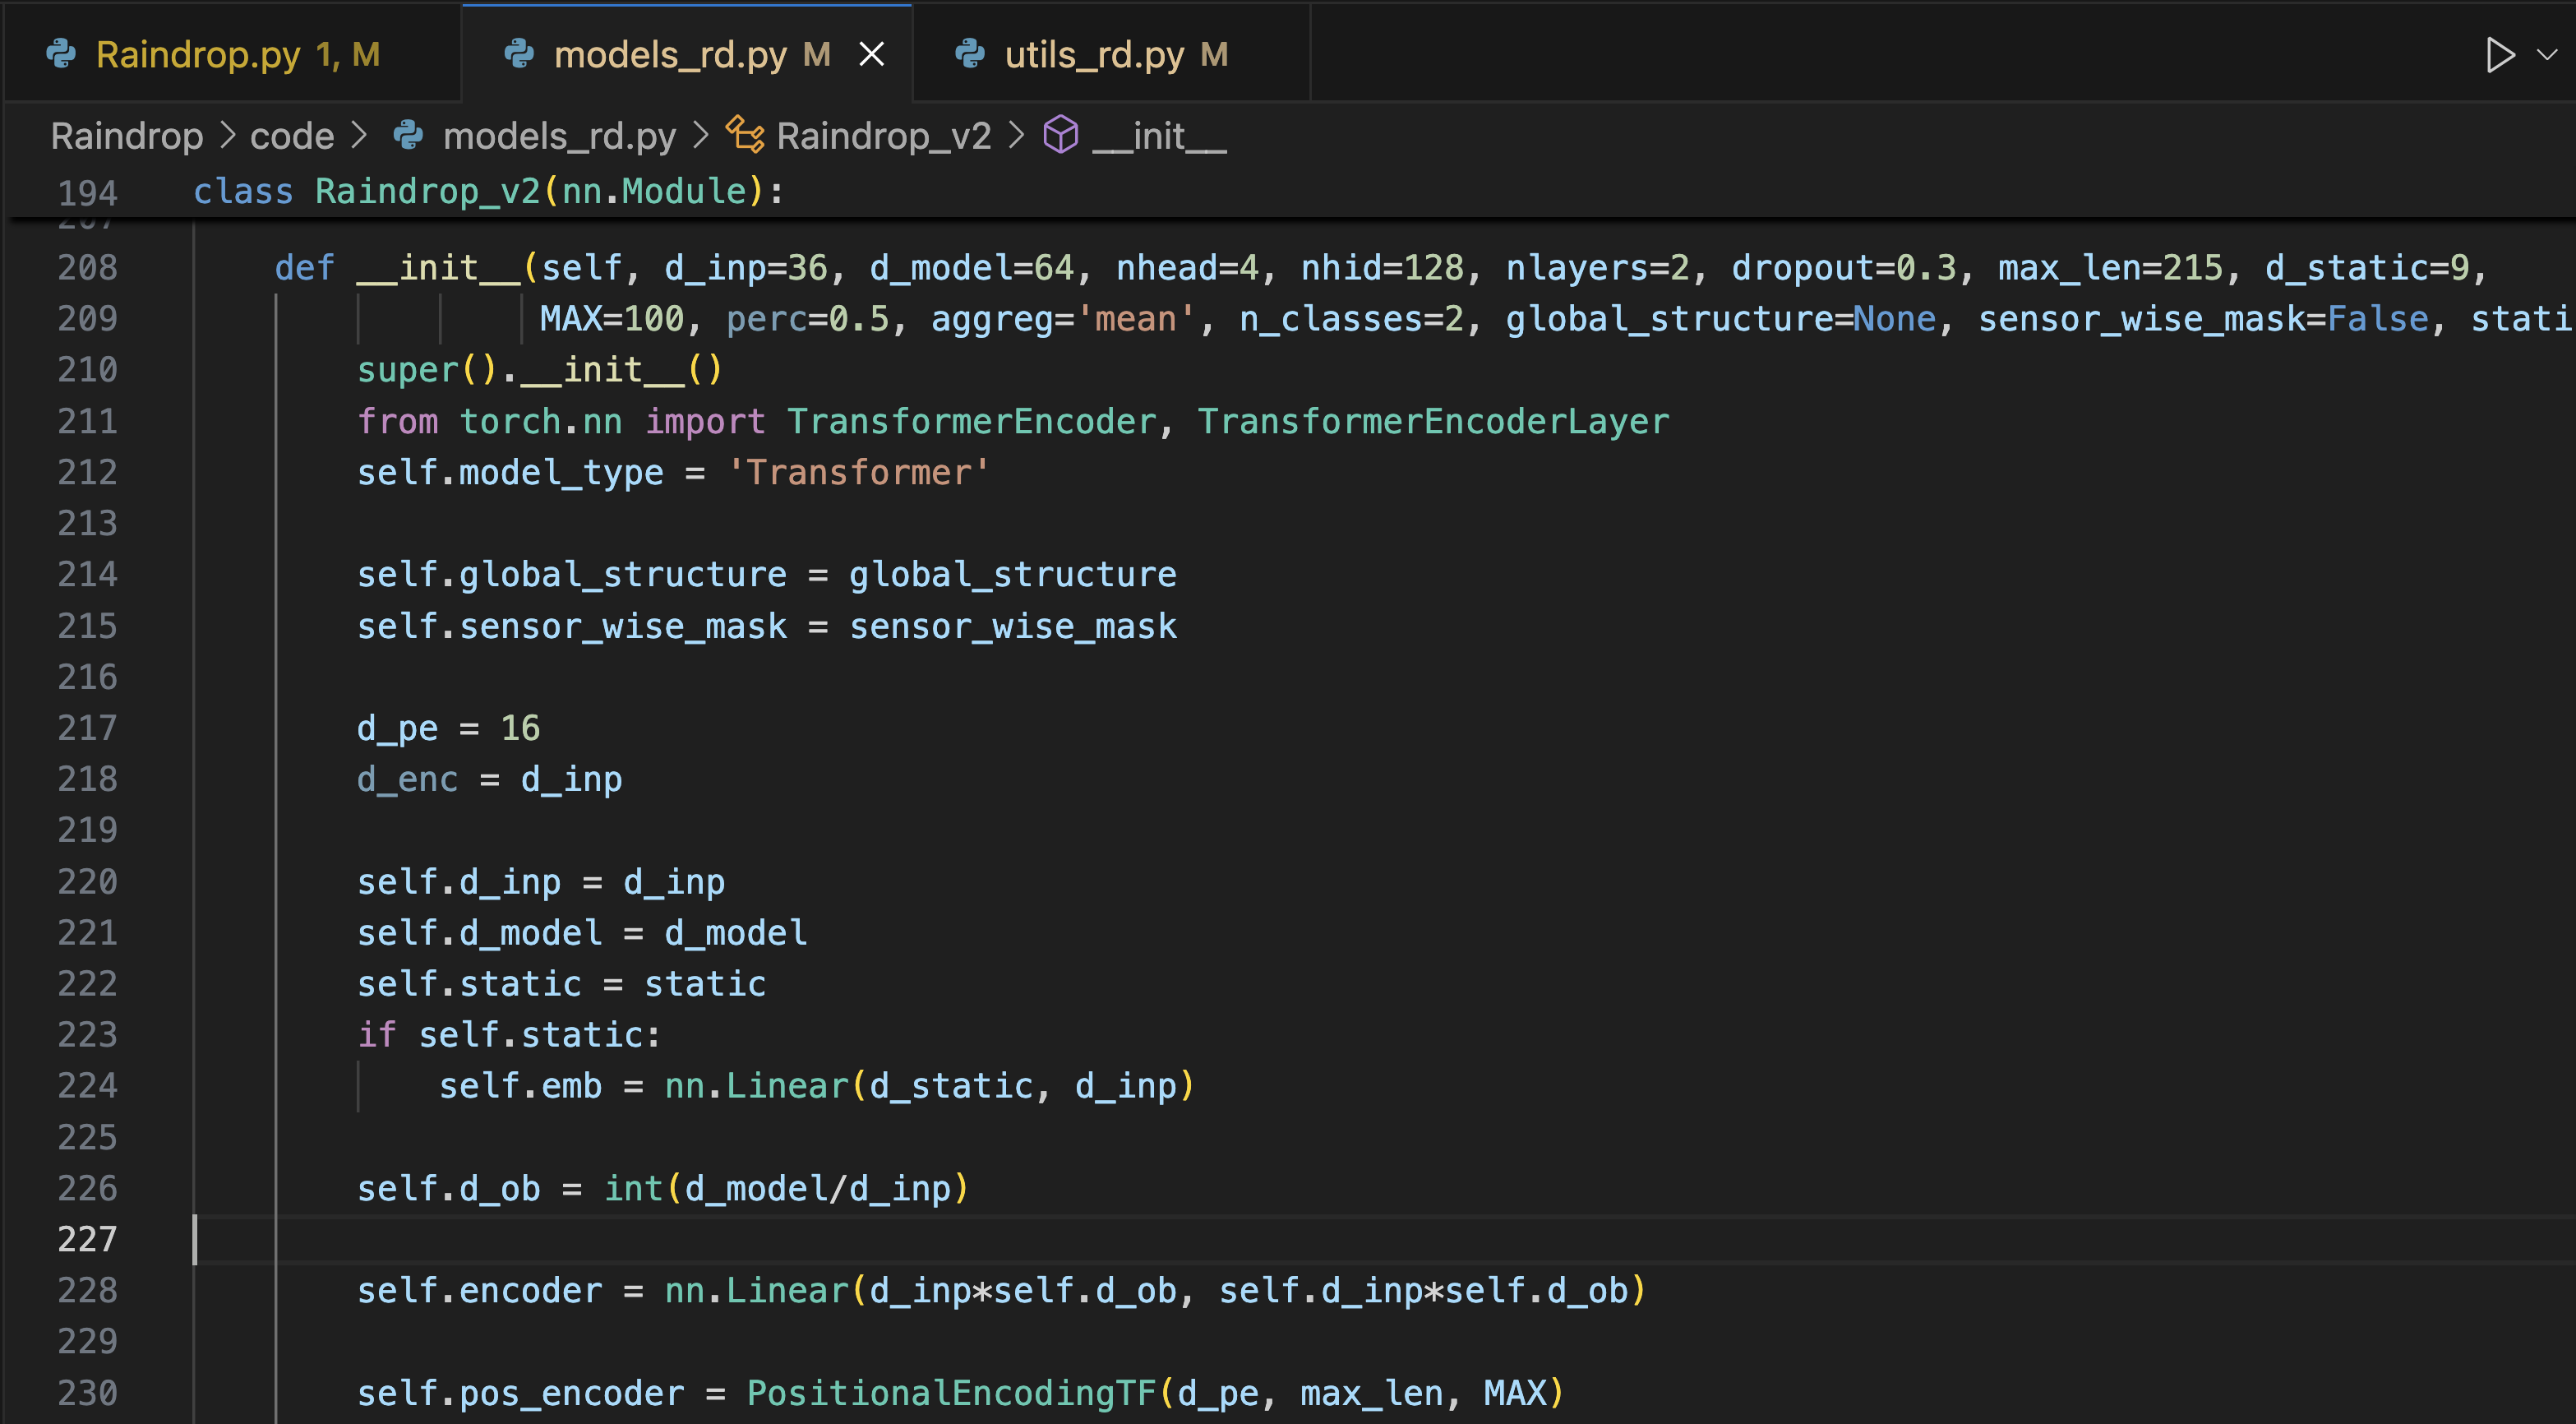 Raindrop.py 1, M models_rd.py M utils_rd.py M
Raindrop > code > models_rd.py > Raindrop_v2 > __init__
194 class Raindrop_v2(nn.Module):
207
208 def __init__(self, d_inp=36, d_model=64, nhead=4, nhid=128, nlayers=2, dropout=0.3, max_len=215, d_static=9,
209 MAX=100, perc=0.5, aggreg='mean', n_classes=2, global_structure=None, sensor_wise_mask=False, stati
210 super().__init__()
211 from torch.nn import TransformerEncoder, TransformerEncoderLayer
212 self.model_type = 'Transformer'
213
214 self.global_structure = global_structure
215 self.sensor_wise_mask = sensor_wise_mask
216
217 d_pe = 16
218 d_enc = d_inp
219
220 self.d_inp = d_inp
221 self.d_model = d_model
222 self.static = static
223 if self.static:
224 self.emb = nn.Linear(d_static, d_inp)
225
226 self.d_ob = int(d_model/d_inp)
227
228 self.encoder = nn.Linear(d_inp*self.d_ob, self.d_inp*self.d_ob)
229
230 self.pos_encoder = PositionalEncodingTF(d_pe, max_len, MAX)